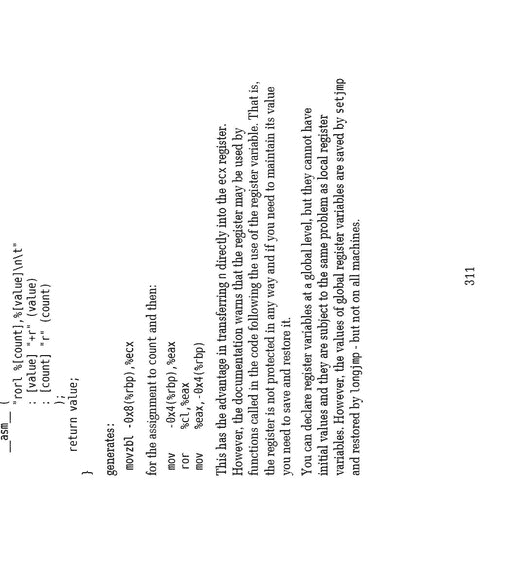 __asm__ (
"rorl %[count],%[value]\n\t"
: [value] "+r" (value)
: [count] "r" (count)
);
return value;
}
generates:
movzbl -0x8(%rbp),%ecx
for the assignment to count and then:
mov -0x4(%rbp),%eax
ror %cl,%eax
mov %eax,-0x4(%rbp)
This has the advantage in transferring n directly into the ecx register.
However, the documentation warns that the register may be used by
functions called in the code following the use of the register variable. That is,
the register is not protected in any way and if you need to maintain its value
you need to save and restore it.
You can declare register variables at a global level, but they cannot have
initial values and they are subject to the same problem as local register
variables. However, the values of global register variables are saved by setjmp
and restored by longjmp - but not on all machines.
311